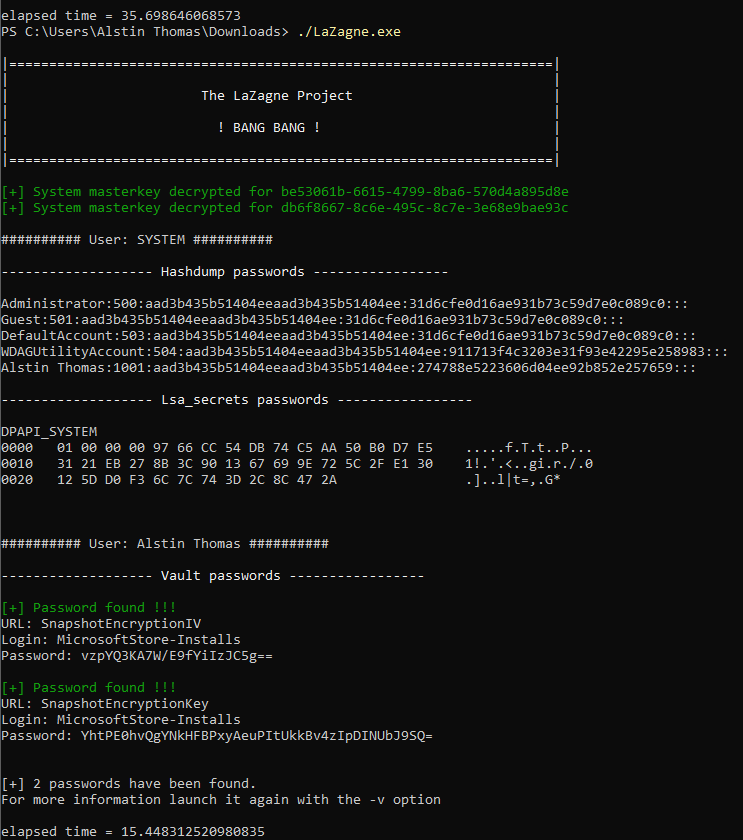 elapsed time = 35.698646068573
PS C:\Users\Alstin Thomas\Downloads> ./LaZagne.exe
|====================================================================|
|                                                                    |
|                        The LaZagne Project                         |
|                                                                    |
|                          ! BANG BANG !                             |
|                                                                    |
|====================================================================|
[+] System masterkey decrypted for be53061b-6615-4799-8ba6-570d4a895d8e
[+] System masterkey decrypted for db6f8667-8c6e-495c-8c7e-3e68e9bae93c
########## User: SYSTEM ##########
------------------- Hashdump passwords -----------------
Administrator:500:aad3b435b51404eeaad3b435b51404ee:31d6cfe0d16ae931b73c59d7e0c089c0:::
Guest:501:aad3b435b51404eeaad3b435b51404ee:31d6cfe0d16ae931b73c59d7e0c089c0:::
DefaultAccount:503:aad3b435b51404eeaad3b435b51404ee:31d6cfe0d16ae931b73c59d7e0c089c0:::
WDAGUtilityAccount:504:aad3b435b51404eeaad3b435b51404ee:911713f4c3203e31f93e42295e258983:::
Alstin Thomas:1001:aad3b435b51404eeaad3b435b51404ee:274788e5223606d04ee92b852e257659:::
------------------- Lsa_secrets passwords -----------------
DPAPI_SYSTEM
0000   01 00 00 00 97 66 CC 54 DB 74 C5 AA 50 B0 D7 E5    .....f.T.t..P...
0010   31 21 EB 27 8B 3C 90 13 67 69 9E 72 5C 2F E1 30    1!.'.<..gi.r./.0
0020   12 5D D0 F3 6C 7C 74 3D 2C 8C 47 2A                .]..l|t=,.G*
########## User: Alstin Thomas ##########
------------------- Vault passwords -----------------
[+] Password found !!!
URL: SnapshotEncryptionIV
Login: MicrosoftStore-Installs
Password: vzpYQ3KA7W/E9fYiIzJC5g==
[+] Password found !!!
URL: SnapshotEncryptionKey
Login: MicrosoftStore-Installs
Password: YhtPE0hvQgYNkHFBPxyAeuPItUkkBv4zIpDINUbJ9SQ=
[+] 2 passwords have been found.
For more information launch it again with the -v option
elapsed time = 15.448312520980835